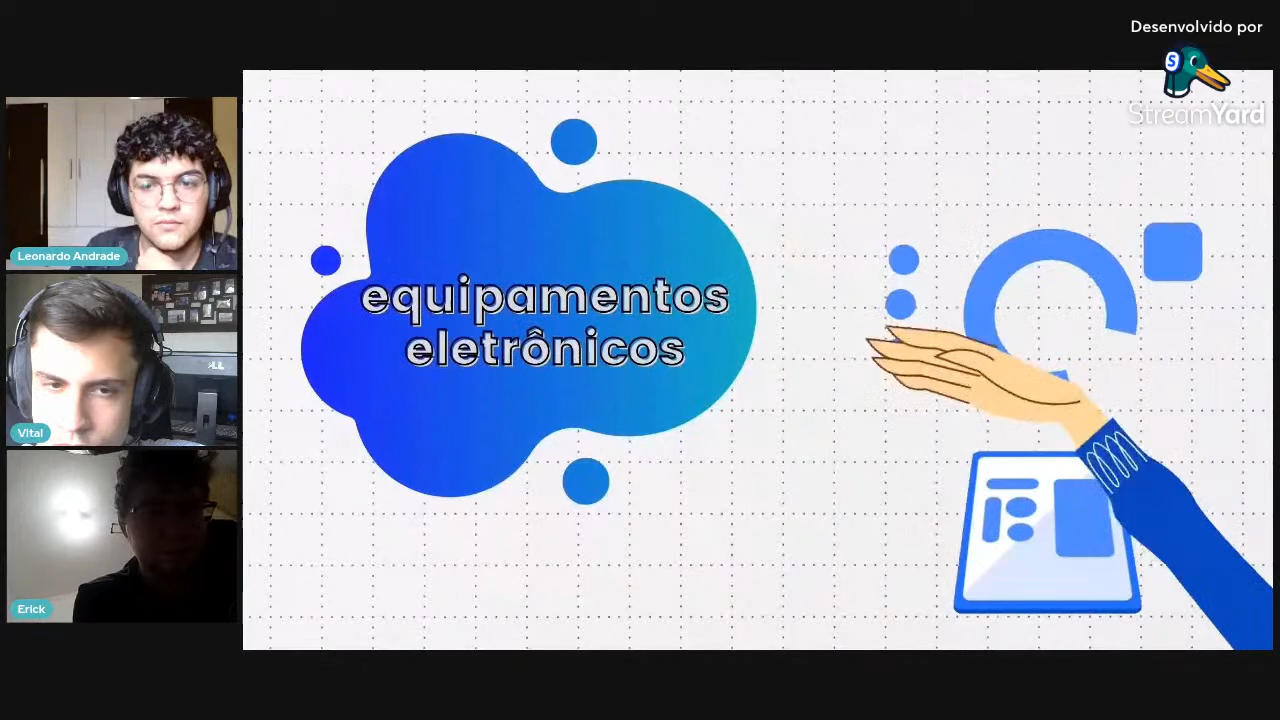 Desenvolvido por
StreamYard
Leonardo Andrade
Vital
Erick
equipamentos
eletrônicos